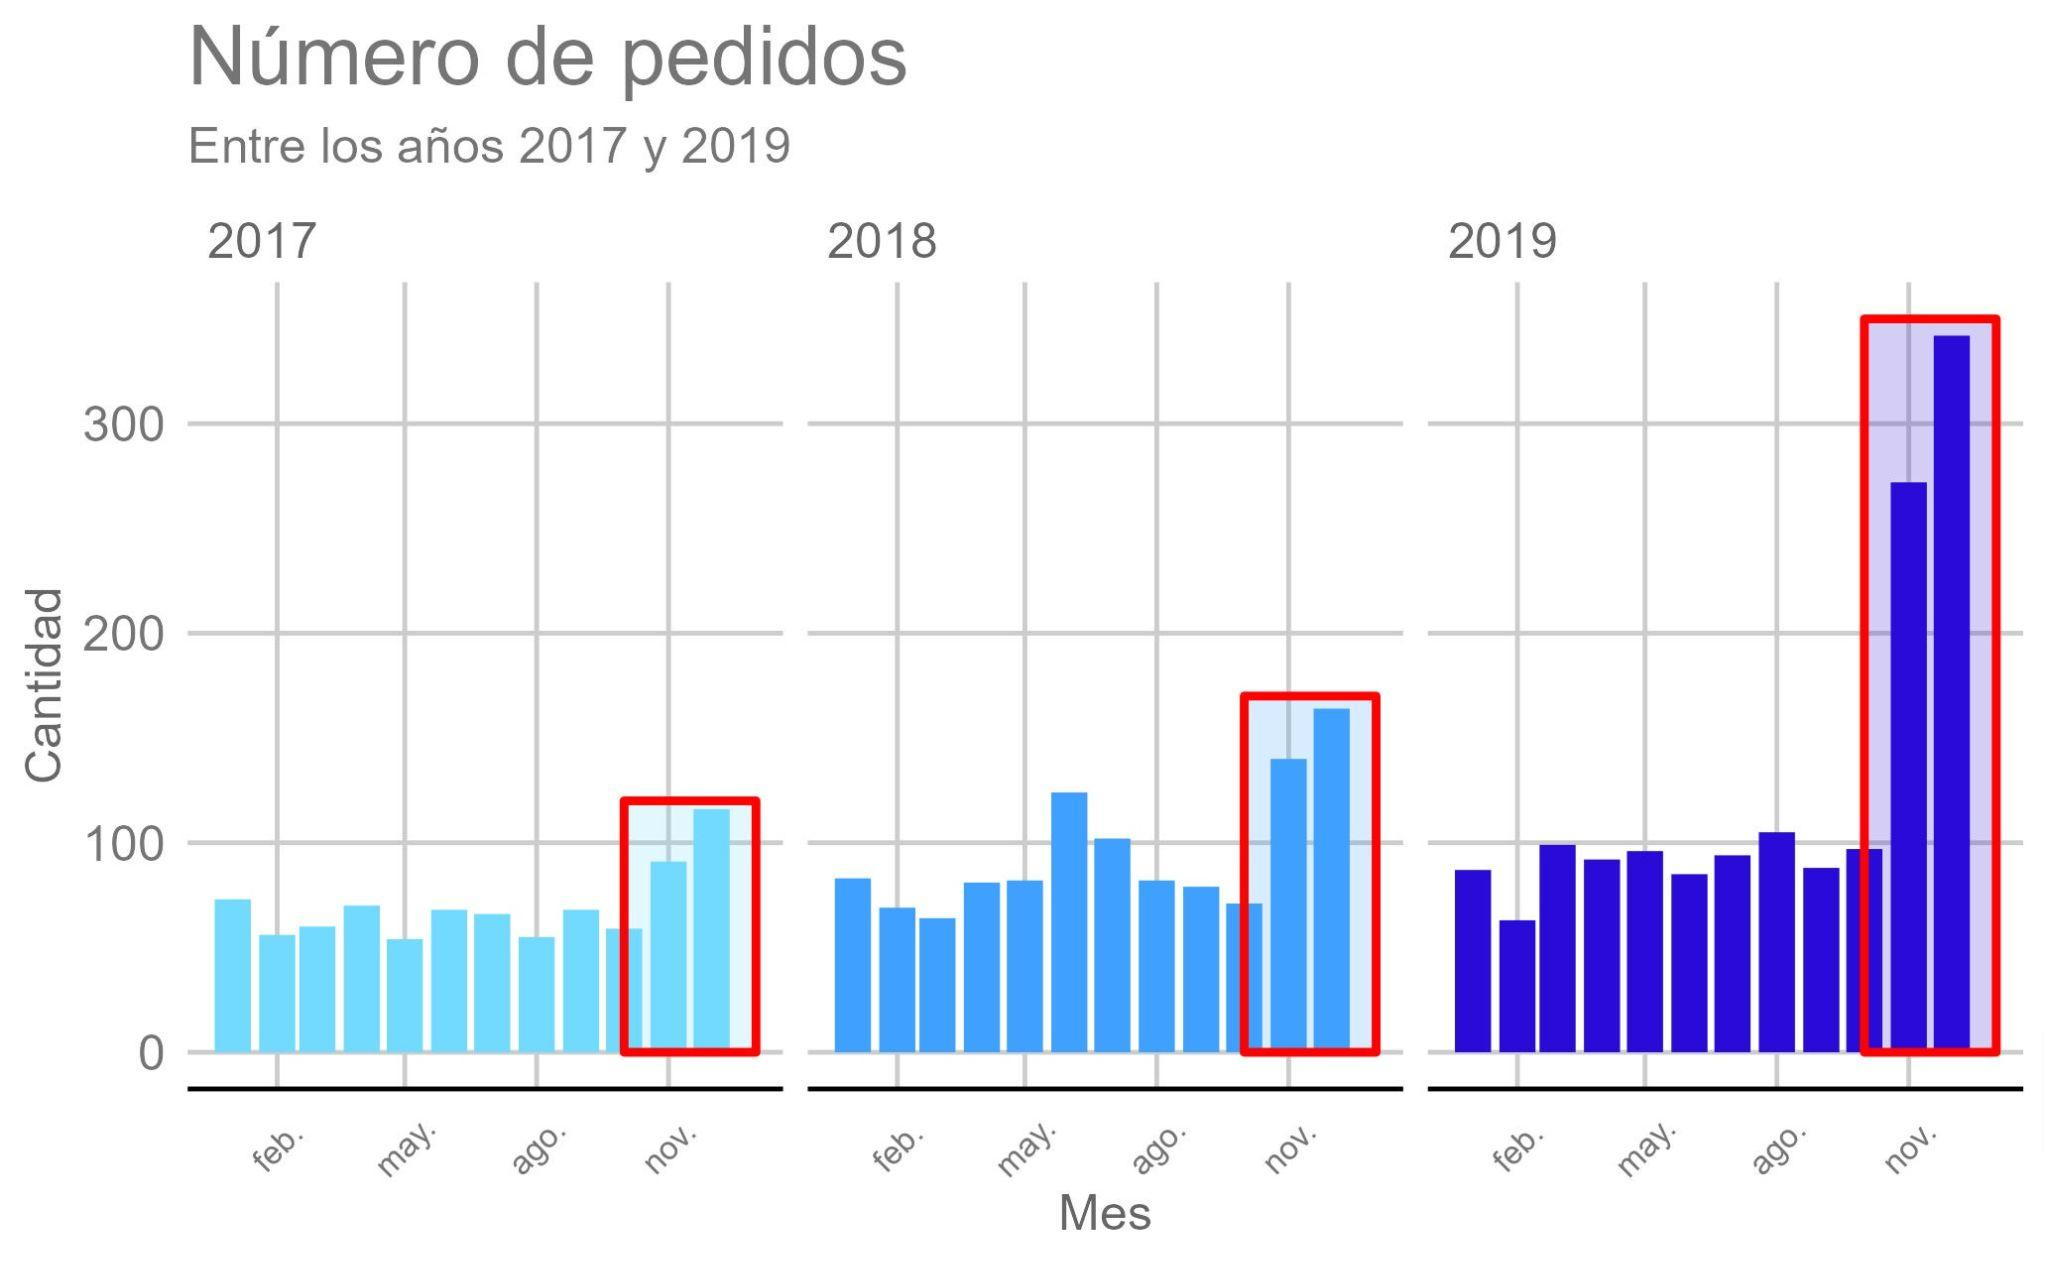 Número de pedidos
Entre los años 2017 y 2019
2017 2018 2019
Cantidad
300
200
100
0
feb. may. ago. nov. feb. may. ago. nov. feb. may. ago. nov.
Mes